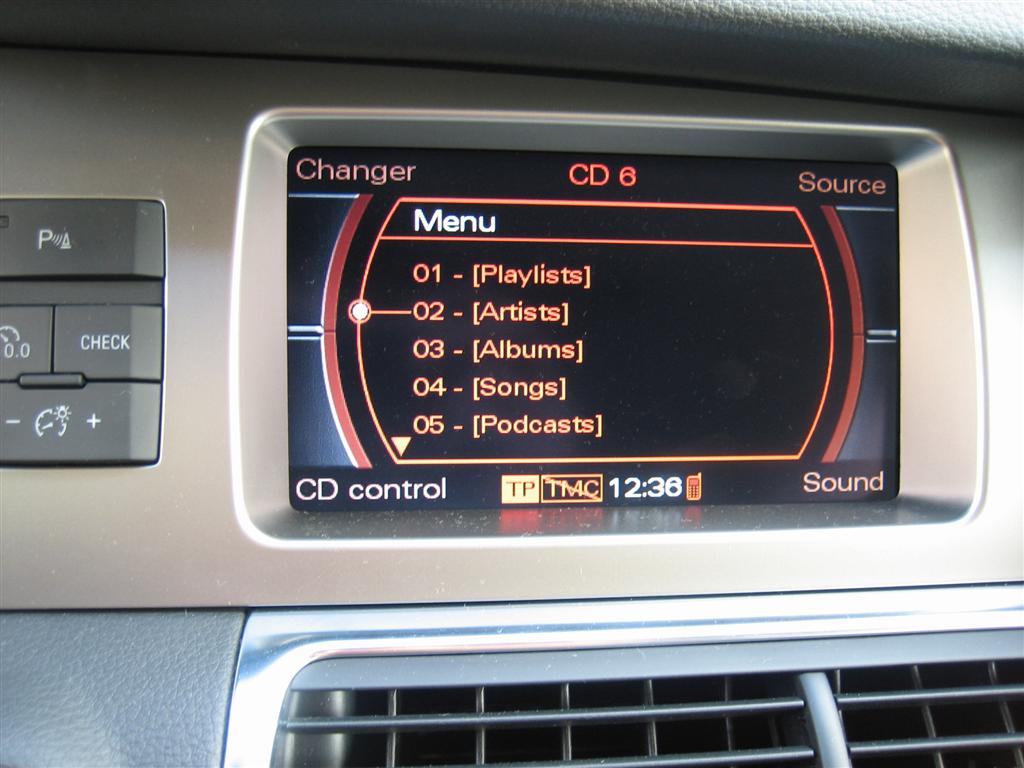 Changer CD 6 Source
Menu
01 - [Playlists]
02 - [Artists]
03 - [Albums]
04 - [Songs]
05 - [Podcasts]
CD control TP TMC 12:36 Sound
P
0.0 CHECK
- +